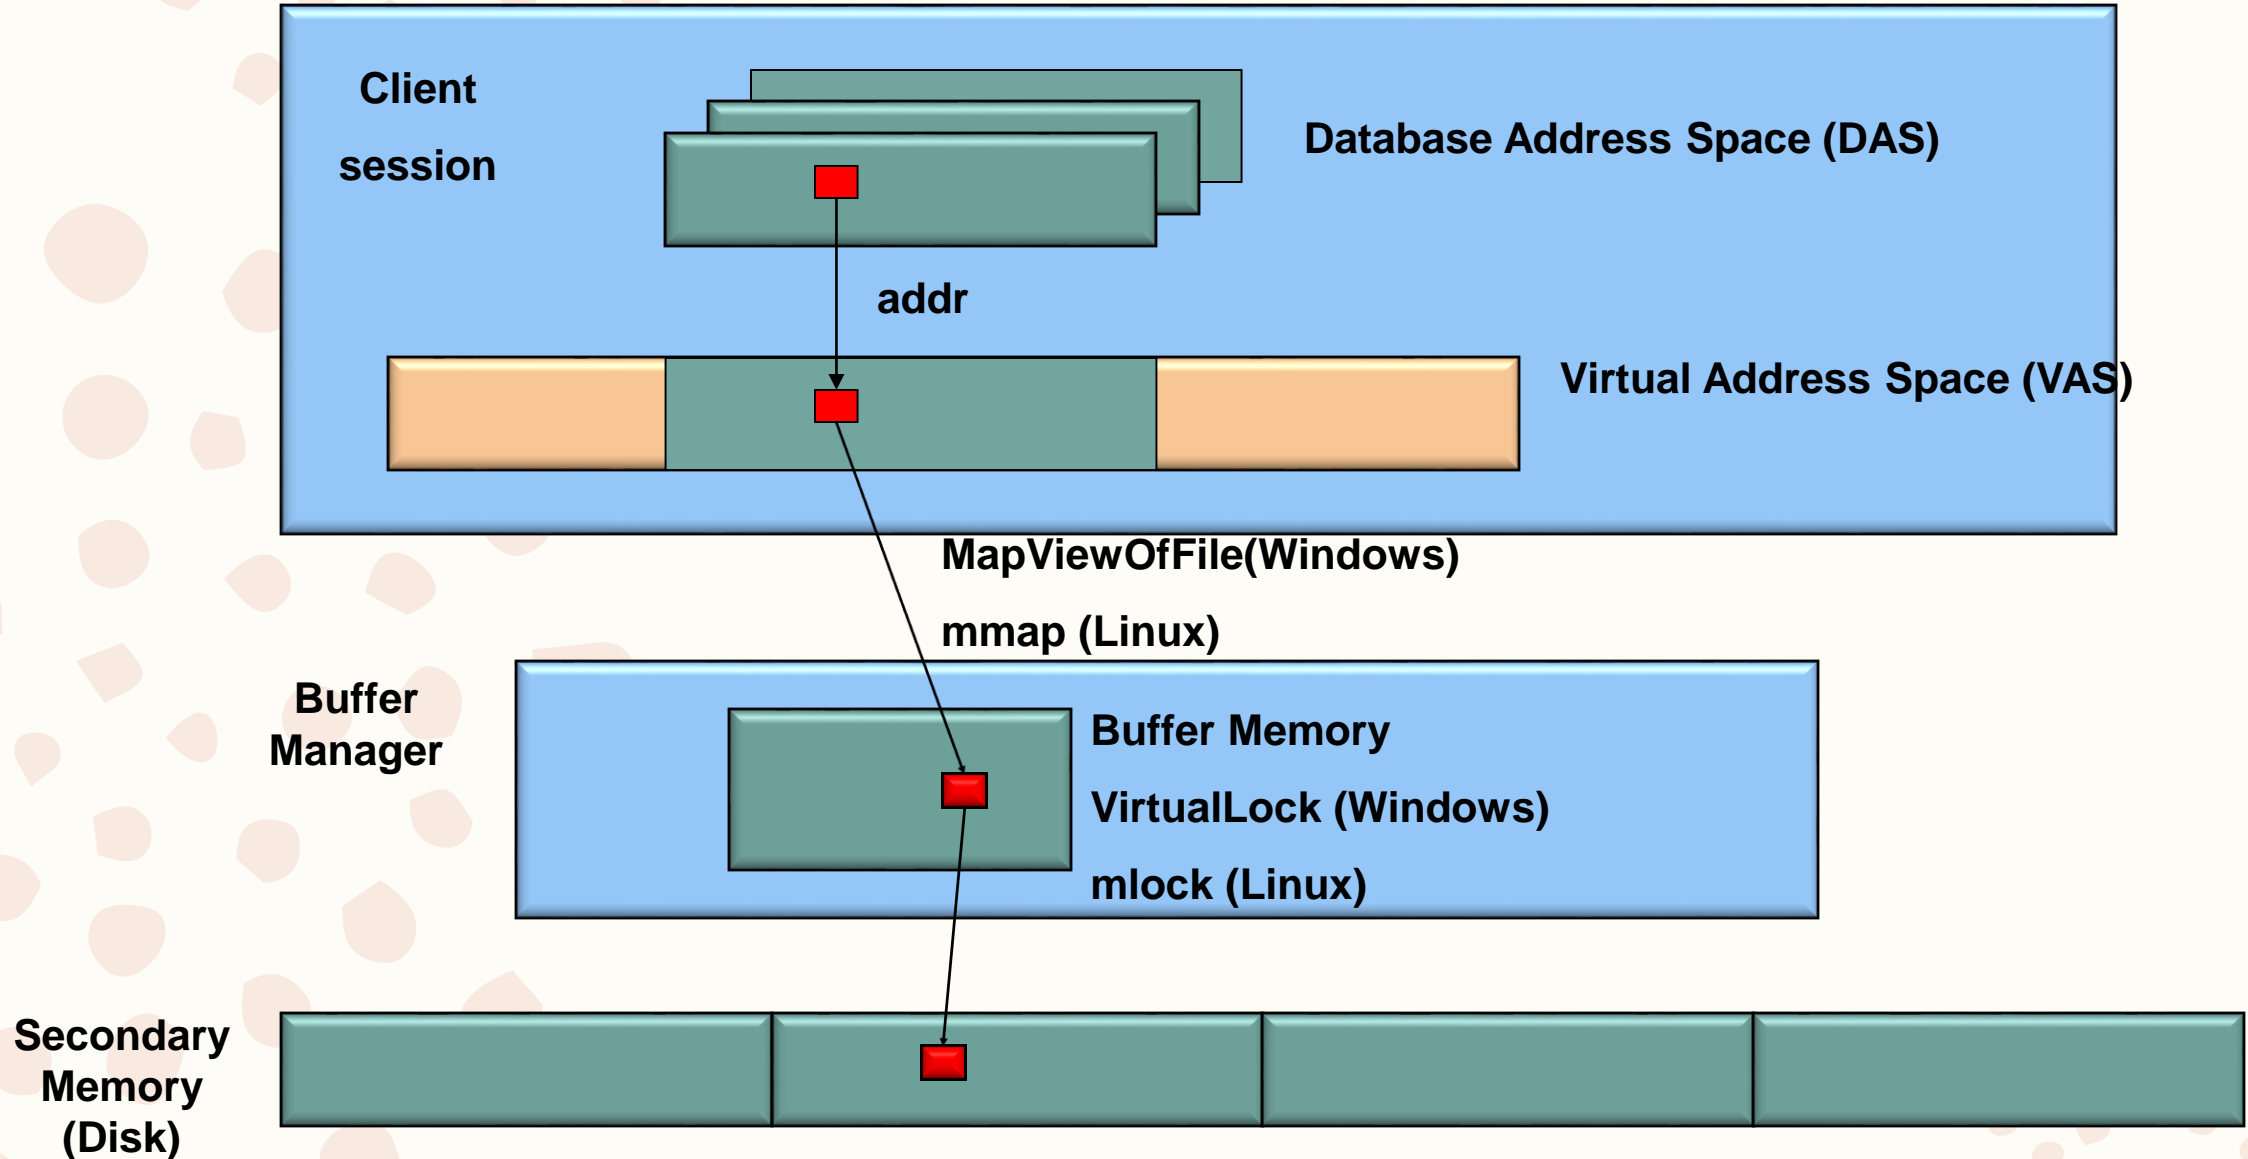 Client
session
Database Address Space (DAS)
addr
Virtual Address Space (VAS)
MapViewOfFile(Windows)
mmap (Linux)
Buffer
Manager
Buffer Memory
VirtualLock (Windows)
mlock (Linux)
Secondary
Memory
(Disk)